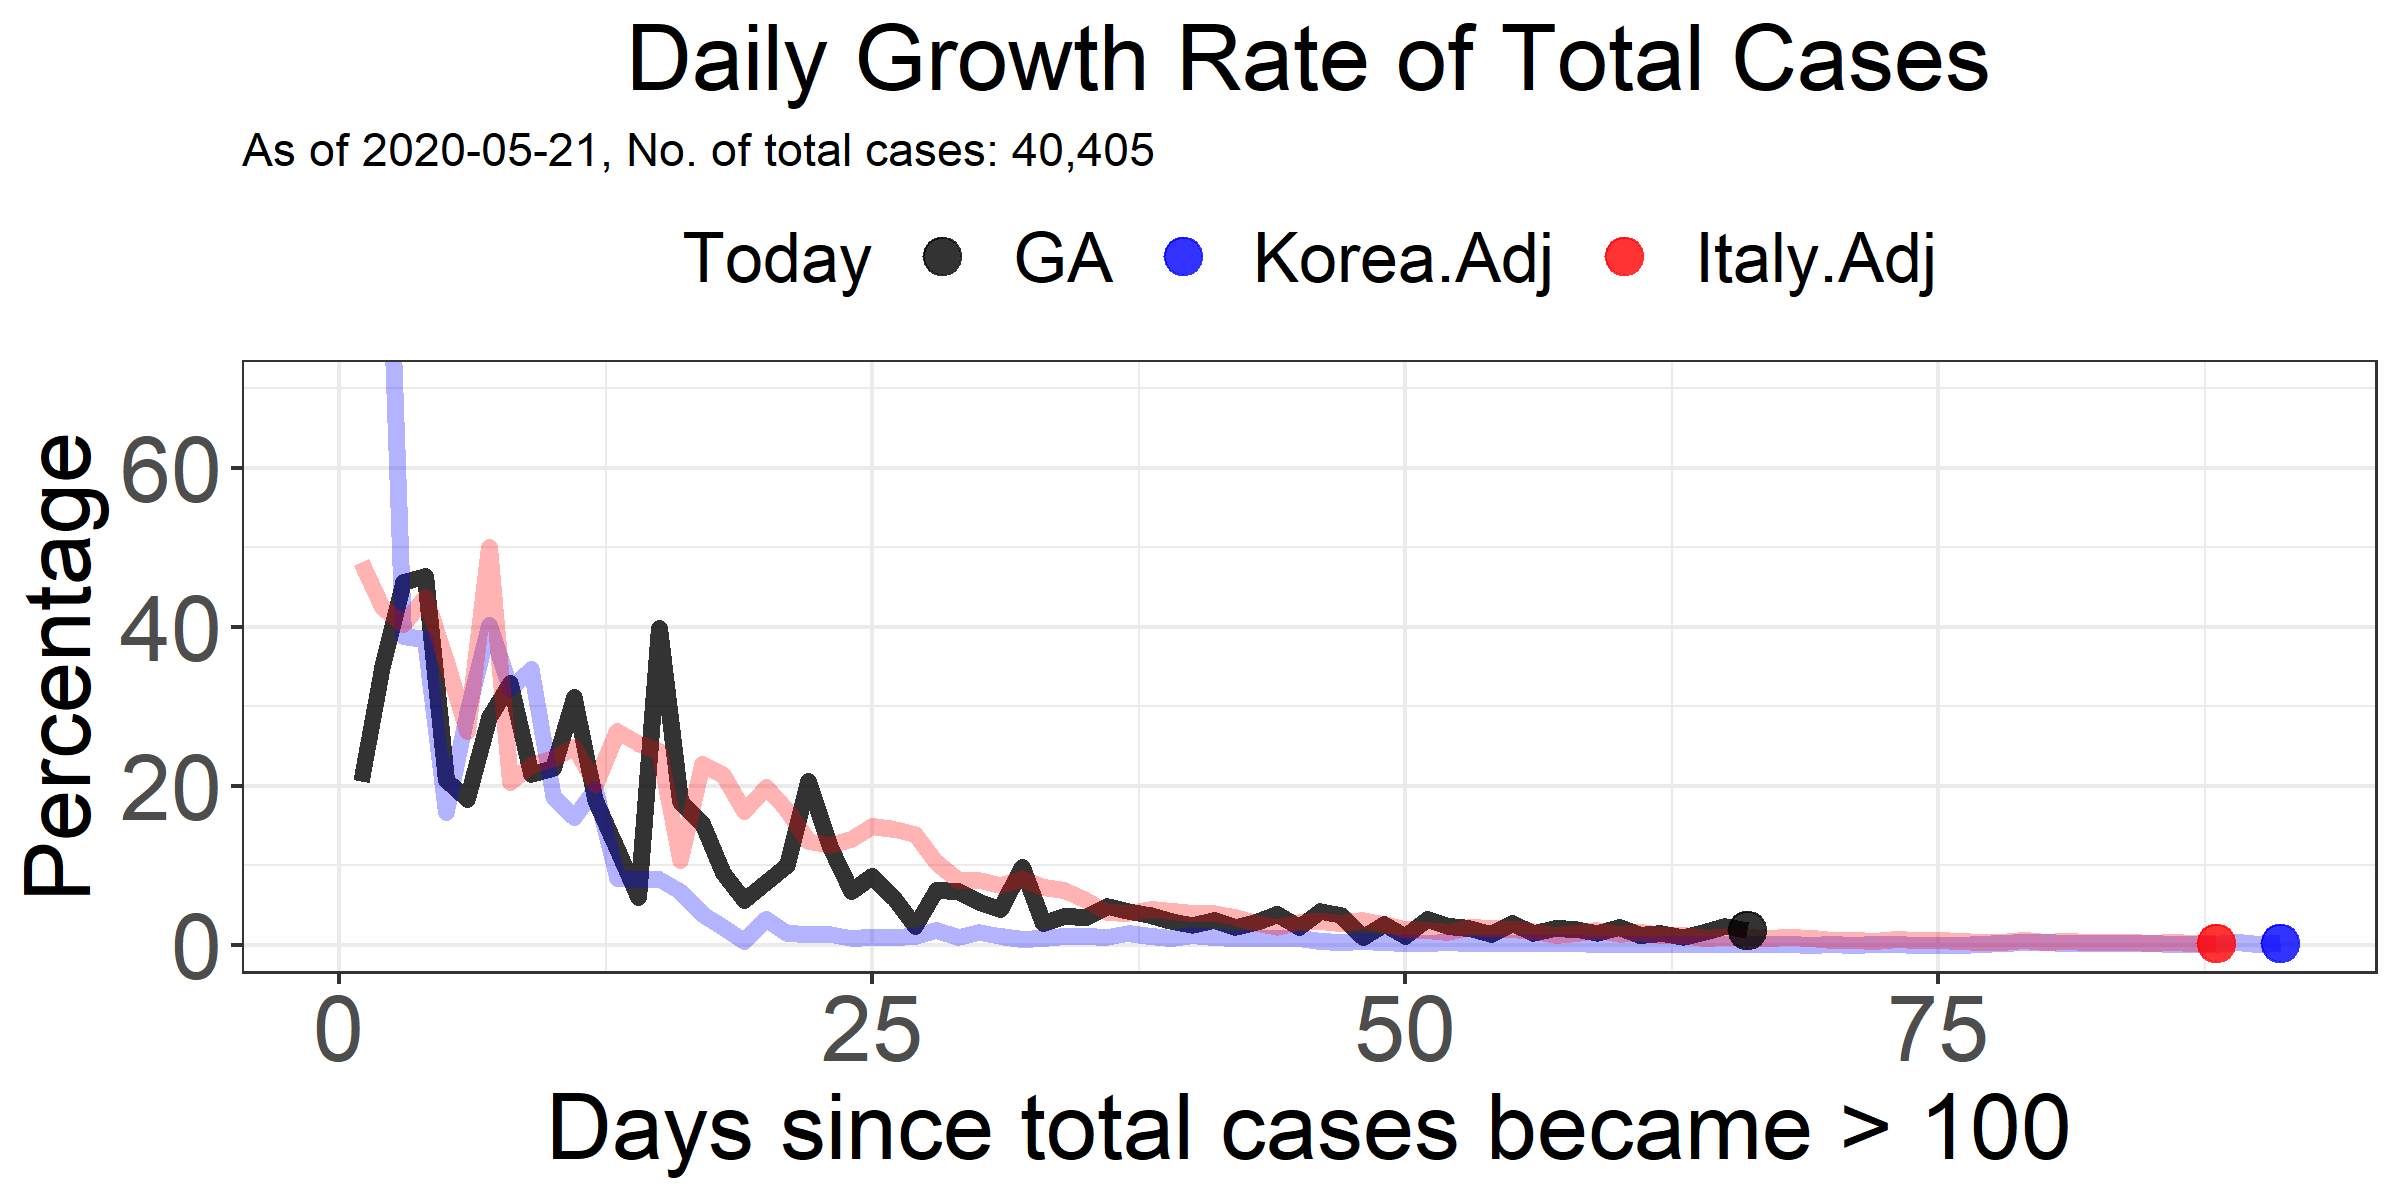 Daily Growth Rate of Total Cases
As of 2020-05-21, No. of total cases: 40,405
Today GA Korea.Adj Italy.Adj
Percentage
60
40
20
0
0 25 50 75
Days since total cases became > 100